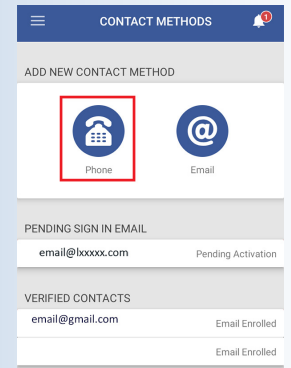 CONTACT METHODS 1
ADD NEW CONTACT METHOD
@
Phone Email
PENDING SIGN IN EMAIL
email@lxxxxx.com Pending Activation
VERIFIED CONTACTS
email@gmail.com Email Enrolled
Email Enrolled